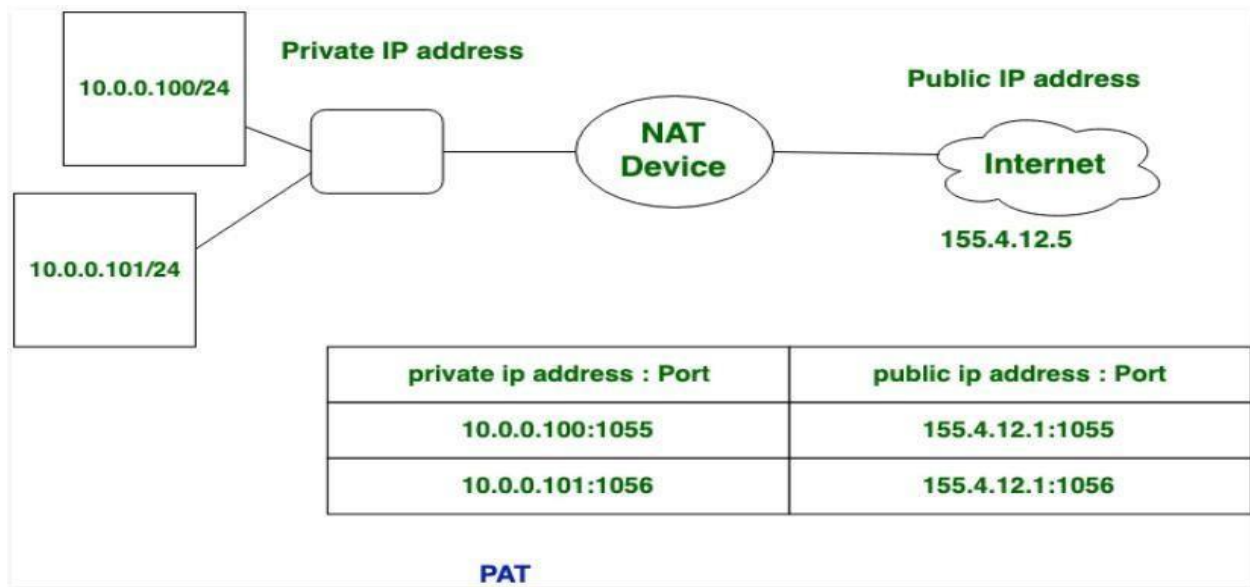 Private IP address
10.0.0.100/24
Public IP address
NAT
Device
Internet
155.4.12.5
10.0.0.101/24
private ip address : Port
public ip address : Port
10.0.0.100:1055
155.4.12.1:1055
10.0.0.101:1056
155.4.12.1:1056
PAT